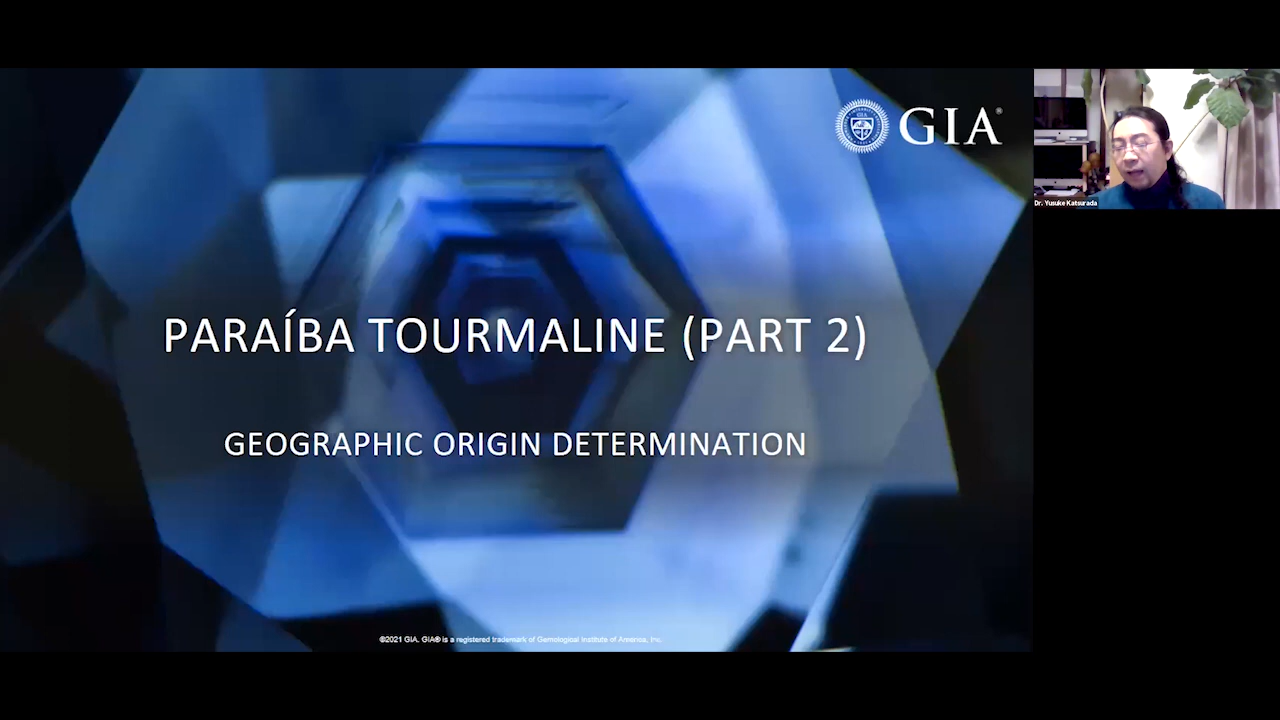 GIA®
PARAÍBA TOURMALINE (PART 2)
GEOGRAPHIC ORIGIN DETERMINATION
©2021 GIA. GIA® is a registered trademark of Gemological Institute of America, Inc.
Dr. Yusuke Katsurada